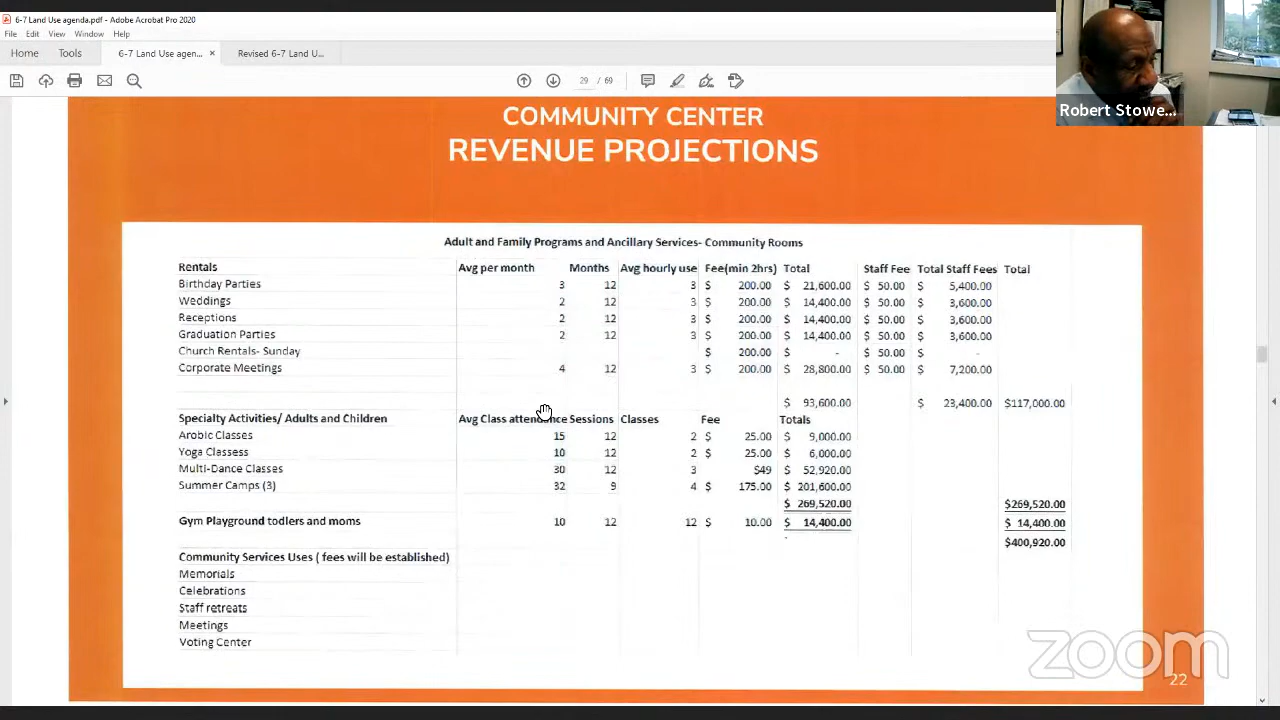 6-7 Land Use agenda.pdf - Adobe Acrobat Pro 2020
File Edit View Window Help
Home Tools 6-7 Land Use agen... × Revised 6-7 Land U...
29 / 69
Robert Stowe...
COMMUNITY CENTER
REVENUE PROJECTIONS
Adult and Family Programs and Ancillary Services- Community Rooms
Rentals Avg per month Months Avg hourly use Fee(min 2hrs) Total Staff Fee Total Staff Fees Total
Birthday Parties 3 12 3 $ 200.00 $ 21,600.00 $ 50.00 $ 5,400.00
Weddings 2 12 3 $ 200.00 $ 14,400.00 $ 50.00 $ 3,600.00
Receptions 2 12 3 $ 200.00 $ 14,400.00 $ 50.00 $ 3,600.00
Graduation Parties 2 12 3 $ 200.00 $ 14,400.00 $ 50.00 $ 3,600.00
Church Rentals- Sunday $ 200.00 $ - $ 50.00 $ -
Corporate Meetings 4 12 3 $ 200.00 $ 28,800.00 $ 50.00 $ 7,200.00
$ 93,600.00 $ 23,400.00 $117,000.00
Specialty Activities/ Adults and Children Avg Class attendance Sessions Classes Fee Totals
Arobic Classes 15 12 2 $ 25.00 $ 9,000.00
Yoga Classess 10 12 2 $ 25.00 $ 6,000.00
Multi-Dance Classes 30 12 3 $49 $ 52,920.00
Summer Camps (3) 32 9 4 $ 175.00 $ 201,600.00
$ 269,520.00 $269,520.00
Gym Playground todlers and moms 10 12 12 $ 10.00 $ 14,400.00 $ 14,400.00
- $400,920.00
Community Services Uses ( fees will be established)
Memorials
Celebrations
Staff retreats
Meetings
Voting Center
zoom
22